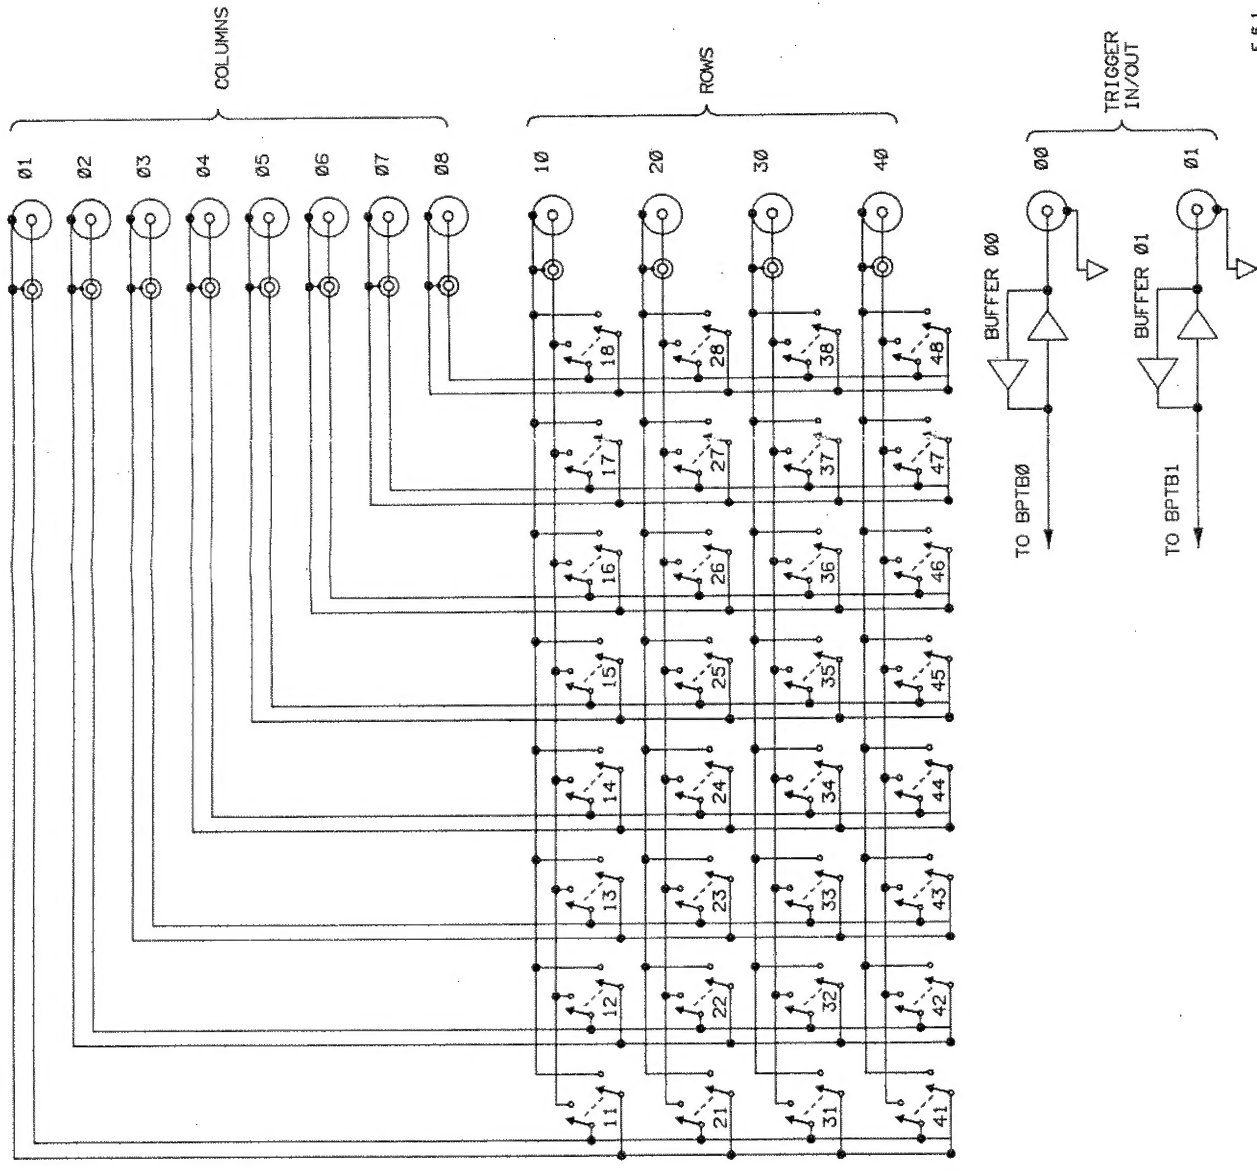 COLUMNS
Ø1
Ø2
Ø3
Ø4
Ø5
Ø6
Ø7
Ø8
ROWS
1Ø
2Ø
3Ø
4Ø
11 12 13 14 15 16 17 18
21 22 23 24 25 26 27 28
31 32 33 34 35 36 37 38
41 42 43 44 45 46 47 48
BUFFER ØØ
ØØ
TRIGGER
IN/OUT
TO BPTBØ
BUFFER Ø1
Ø1
TO BPTB1